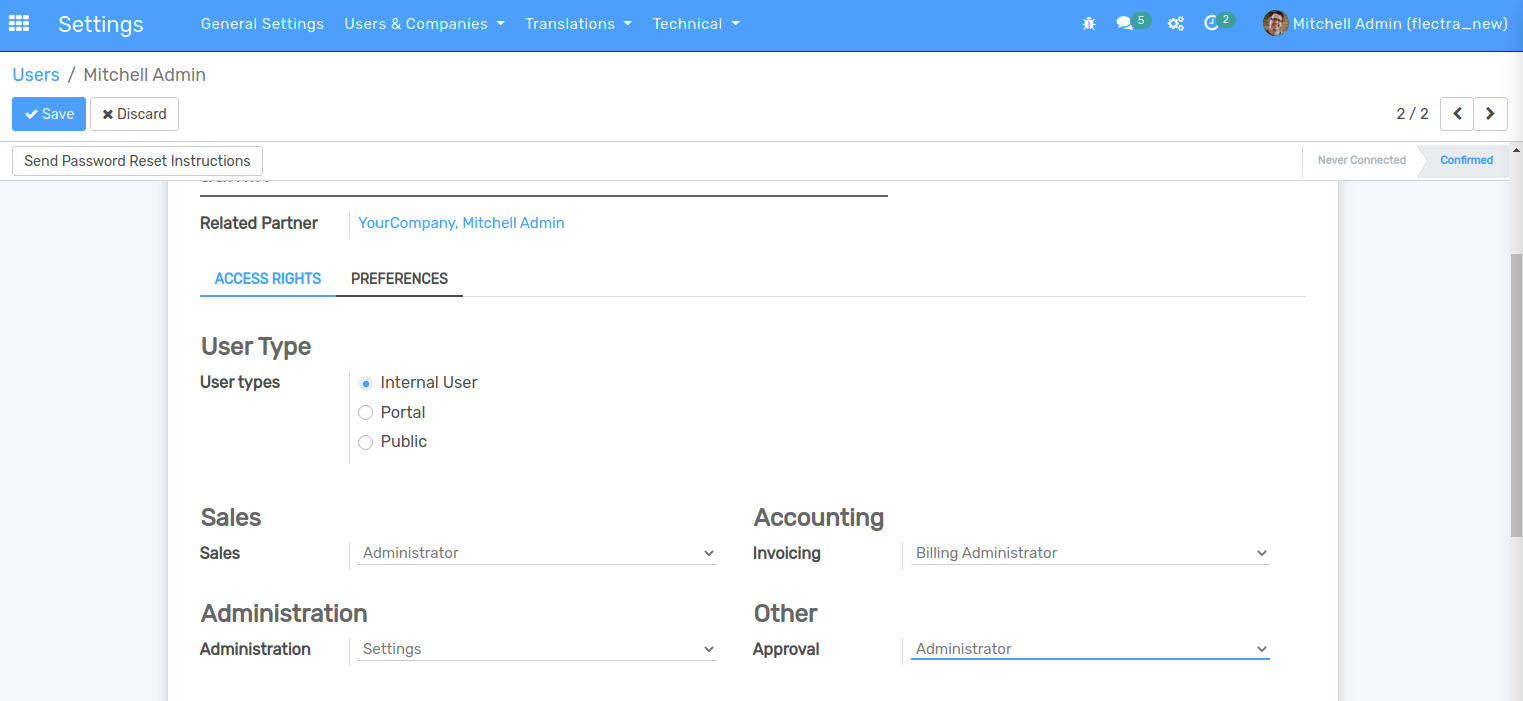 Settings General Settings Users & Companies Translations Technical 5 2 Mitchell Admin (flectra_new)
Users / Mitchell Admin
Save Discard 2 / 2
Send Password Reset Instructions Never Connected Confirmed
Related Partner YourCompany, Mitchell Admin
ACCESS RIGHTS PREFERENCES
User Type
User types Internal User
Portal
Public
Sales Accounting
Sales Administrator Invoicing Billing Administrator
Administration Other
Administration Settings Approval Administrator